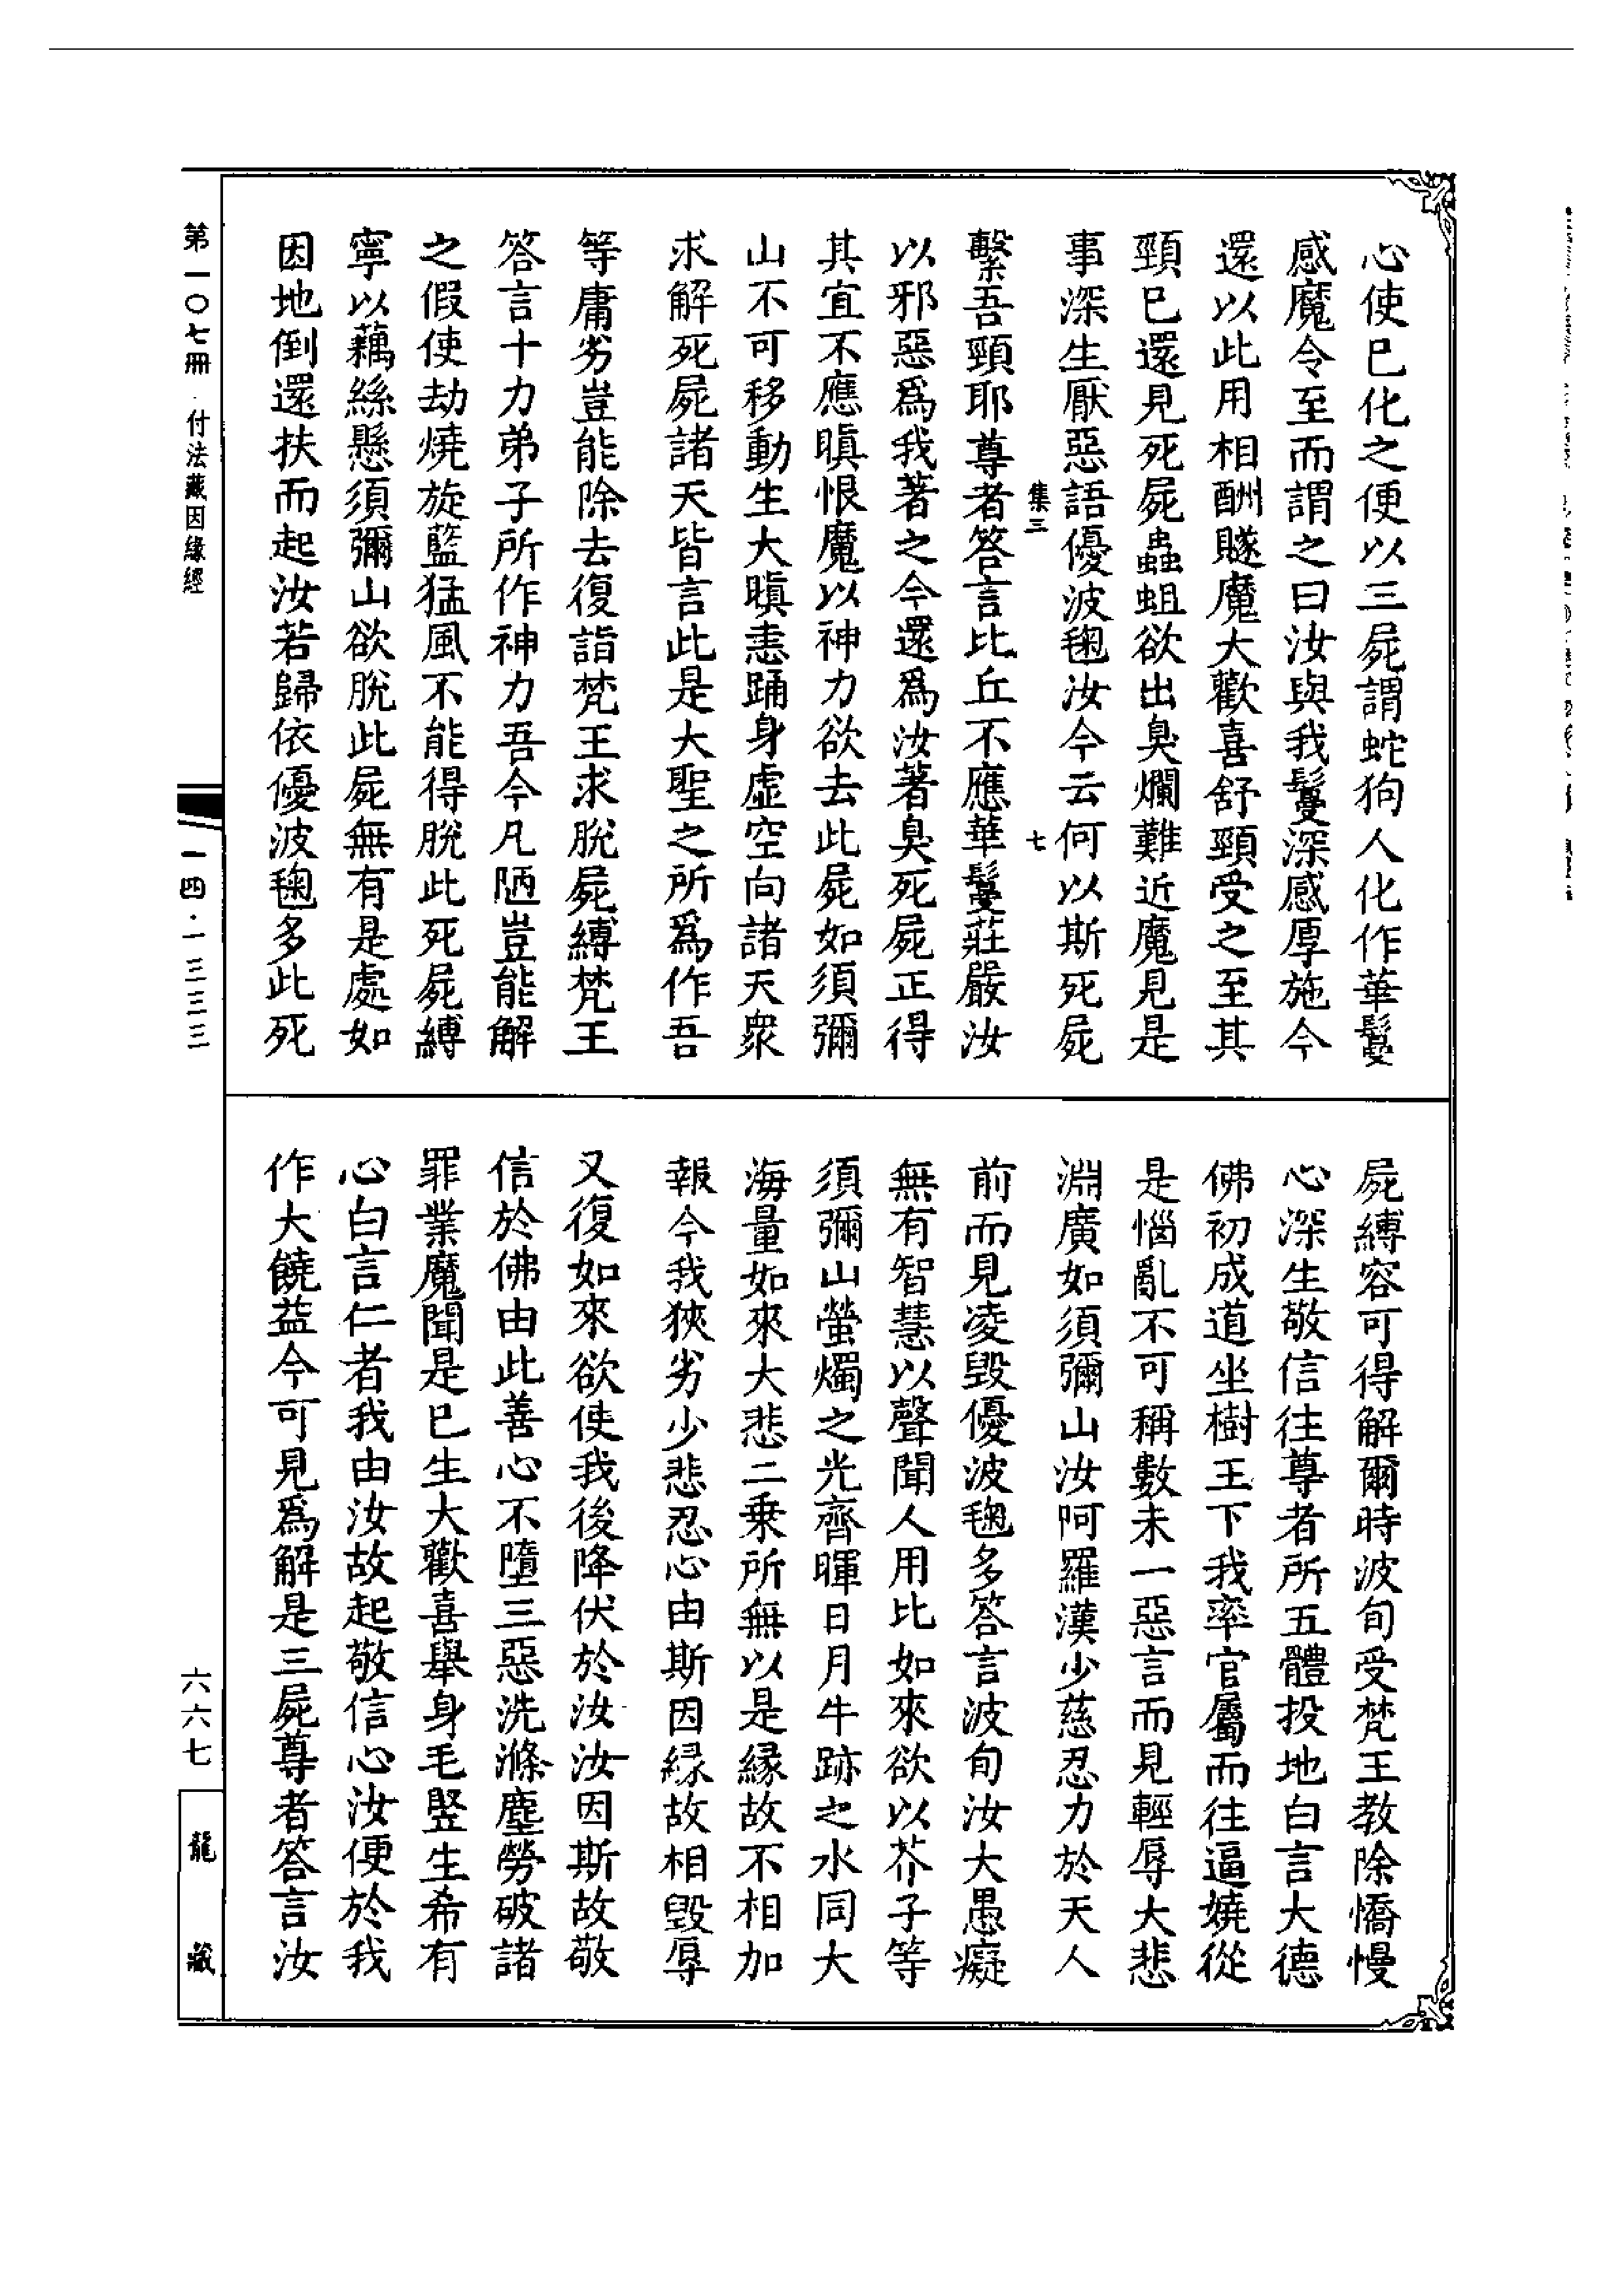 心使已化之便以三屍謂蛇狗人化作華鬘
感魔令至而謂之曰汝與我鬘深感厚施今
還以此用相酬賧魔大歡喜舒頸受之至其
頸已還見死屍蟲蛆欲出臭爛難近魔見是
事深生厭惡語優波毱汝今云何以斯死屍
集三 七
繫吾頸耶尊者答言比丘不應華鬘莊嚴汝
以邪惡爲我著之今還爲汝著臭死屍正得
其宜不應瞋恨魔以神力欲去此屍如須彌
山不可移動生大瞋恚踊身虛空向諸天衆
求解死屍諸天皆言此是大聖之所爲作吾
等庸劣豈能除去復詣梵王求脫屍縛梵王
答言十力弟子所作神力吾今凡陋豈能解
之假使劫燒旋藍猛風不能得脫此死屍縛
寧以藕絲懸須彌山欲脫此屍無有是處如
因地倒還扶而起汝若歸依優波毱多此死
屍縛容可得解爾時波旬受梵王教除憍慢
心深生敬信往尊者所五體投地白言大德
佛初成道坐樹王下我率官屬而往逼嬈從
是惱亂不可稱數未一惡言而見輕辱大悲
淵廣如須彌山汝阿羅漢少慈忍力於天人
前而見凌毀優波毱多答言波旬汝大愚癡
無有智慧以聲聞人用比如來欲以芥子等
須彌山螢燭之光齊暉日月牛跡之水同大
海量如來大悲二乗所無以是縁故不相加
報今我狹劣少悲忍心由斯因縁故相毀辱
又復如來欲使我後降伏於汝汝因斯故敬
信於佛由此善心不墮三惡洗滌塵勞破諸
罪業魔聞是已生大歡喜舉身毛竪生希有
心白言仁者我由汝故起敬信心汝便於我
作大饒益今可見爲解是三屍尊者答言汝
第一〇七冊 付法藏因緣經
一四·一三三三
六六七
龍藏